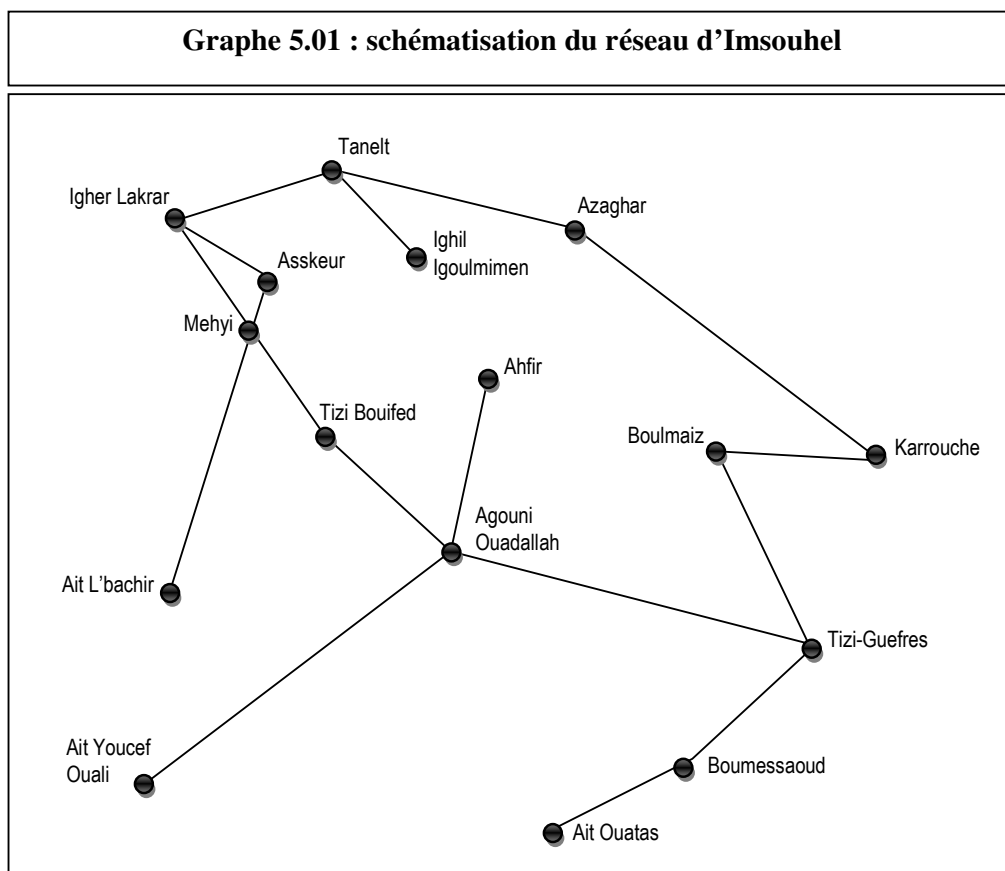 Graphe 5.01 : schématisation du réseau d’Imsouhel
Tanelt
Igher Lakrar
Azaghar
Ighil
Igoulmimen
Asskeur
Mehyi
Ahfir
Tizi Bouifed
Boulmaiz
Karrouche
Agouni
Ouadallah
Ait L’bachir
Tizi-Guefres
Ait Youcef
Ouali
Boumessaoud
Ait Ouatas